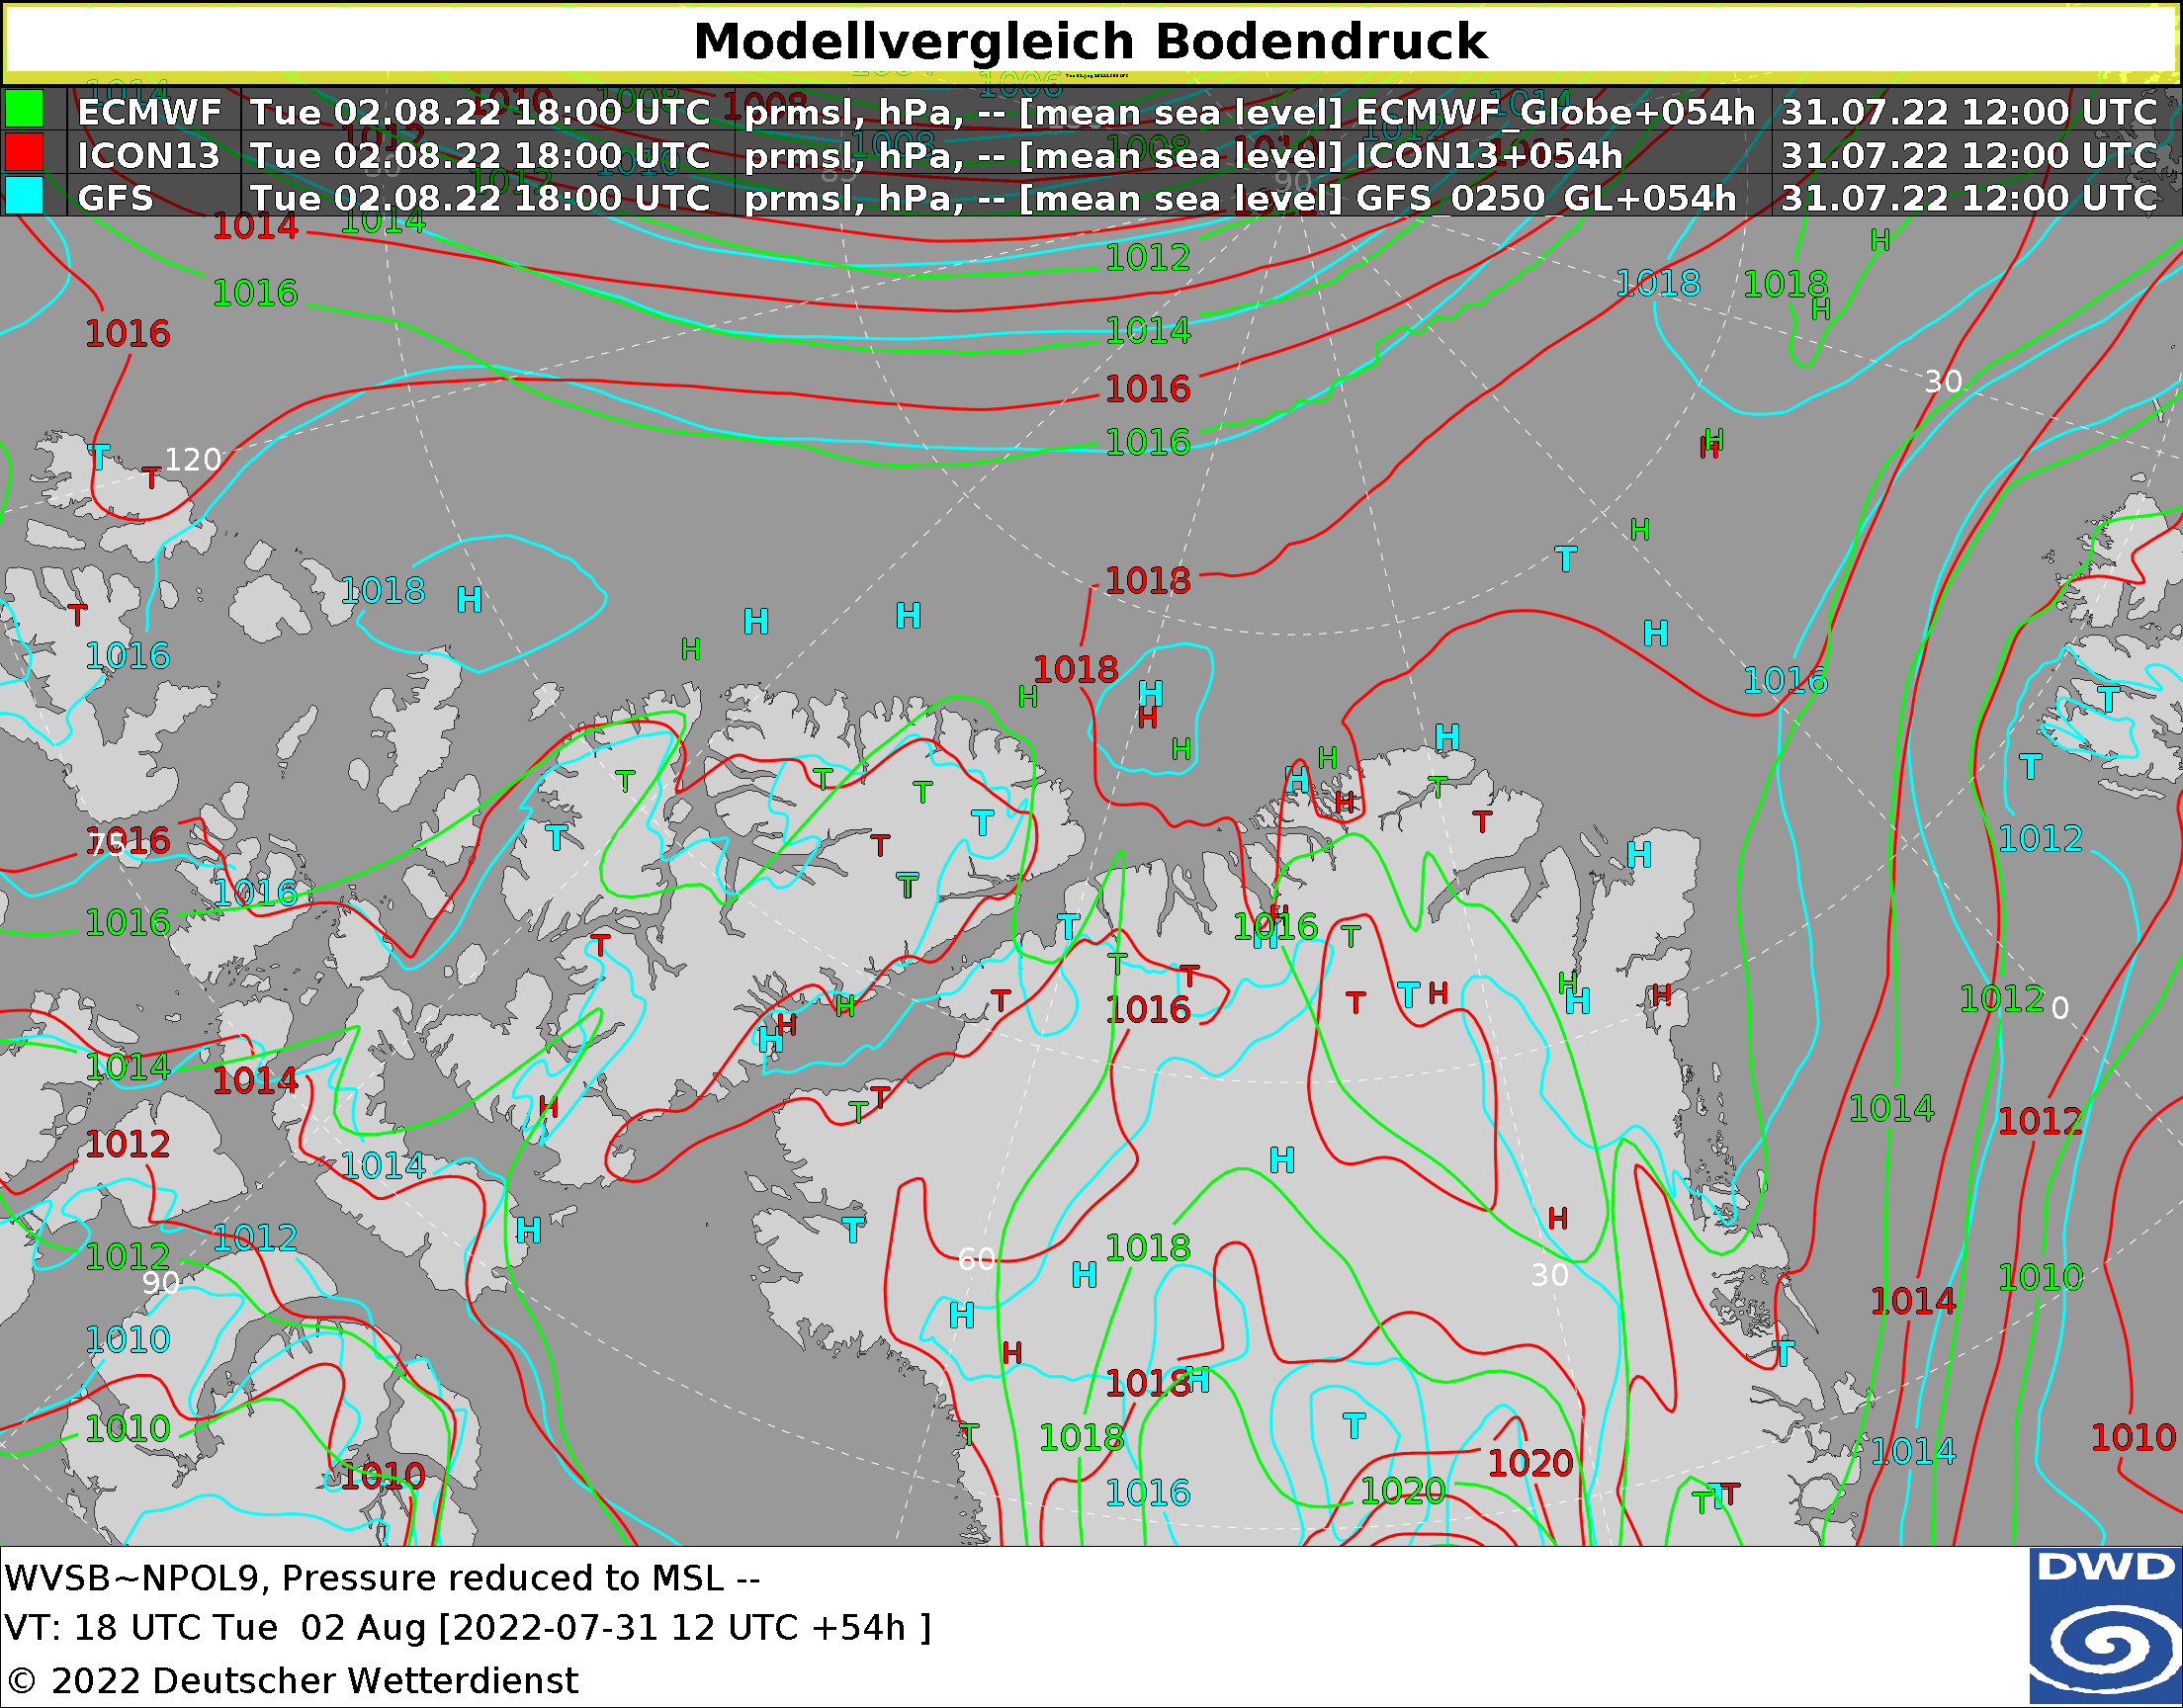 Modellvergleich Bodendruck
ECMWF Tue 02.08.22 18:00 UTC prmsl, hPa, -- [mean sea level] ECMWF_Globe+054h 31.07.22 12:00 UTC
ICON13 Tue 02.08.22 18:00 UTC prmsl, hPa, -- [mean sea level] ICON13+054h 31.07.22 12:00 UTC
GFS Tue 02.08.22 18:00 UTC prmsl, hPa, -- [mean sea level] GFS_0250_GL+054h 31.07.22 12:00 UTC
1014 1014 1012 H
1016 1018 1018 H
1016 1014
1016 30
120 T T 1016 H H
H T
1018 H 1018
T H H H H
1016 H 1018 H 1016
H H H H H T T
T T T H H H T T
1016 75 T T T T H 1012
1016 T T
1016 T 1016 H H T
T T T T H H H H 1012 0
H H H T 1016 T
1014 1014 T T H 1014
1012 1014 H H 1012
1012 H T 1018 H
1012 90 60 H 30 1010
1010 H H 1014
1018 H T
1010 T 1018 T 1014 1010
1010 1016 1020 1020 T T T
WVSB~NPOL9, Pressure reduced to MSL --
VT: 18 UTC Tue  02 Aug [2022-07-31 12 UTC +54h ]
© 2022 Deutscher Wetterdienst
DWD